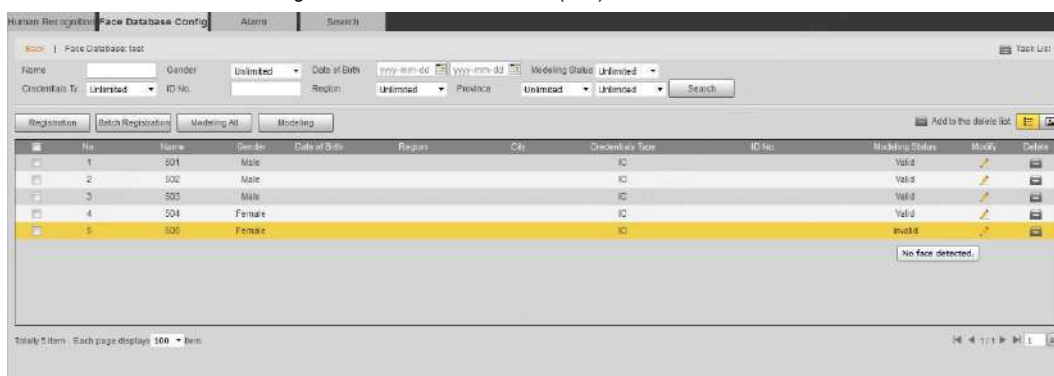 Human Recognition Face Database Config Alarm Search
Back | Face Database: test Task List
Name Gender Unlimited Date of Birth yyyy-mm-dd yyyy-mm-dd Modeling Status Unlimited
Credentials Ty. Unlimited ID No. Region Unlimited Province Unlimited Unlimited Search
Registration Batch Registration Modeling All Modeling Add to the delete list
No. Name Gender Date of Birth Region City Credentials Type ID No. Modeling Status Modify Delete
1 501 Male IC Valid
2 502 Male IC Valid
3 503 Male IC Valid
4 504 Female IC Valid
5 505 Female IC Invalid
No face detected.
Totally 5 Item Each page displays 100 Item 1/1 1